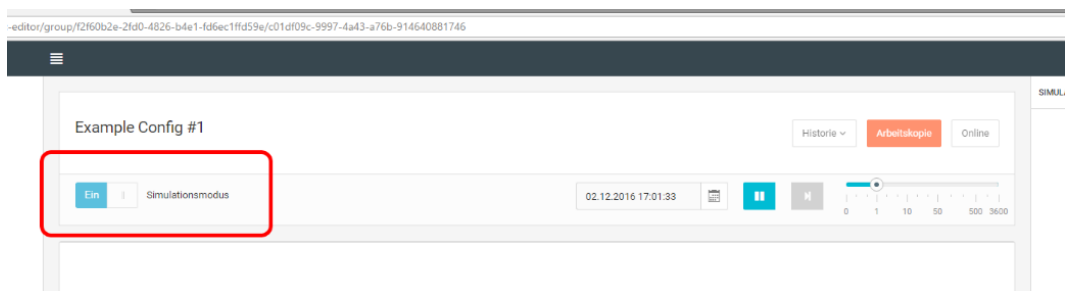 -editor/group/f2f60b2e-2fd0-4826-b4e1-fd6ec1ffd59e/c01df09c-9997-4a43-a76b-914640881746
SIMUL
Example Config #1
Historie
Arbeitskopie
Online
Ein
Simulationsmodus
02.12.2016 17:01:33
0 1 10 50 500 3600